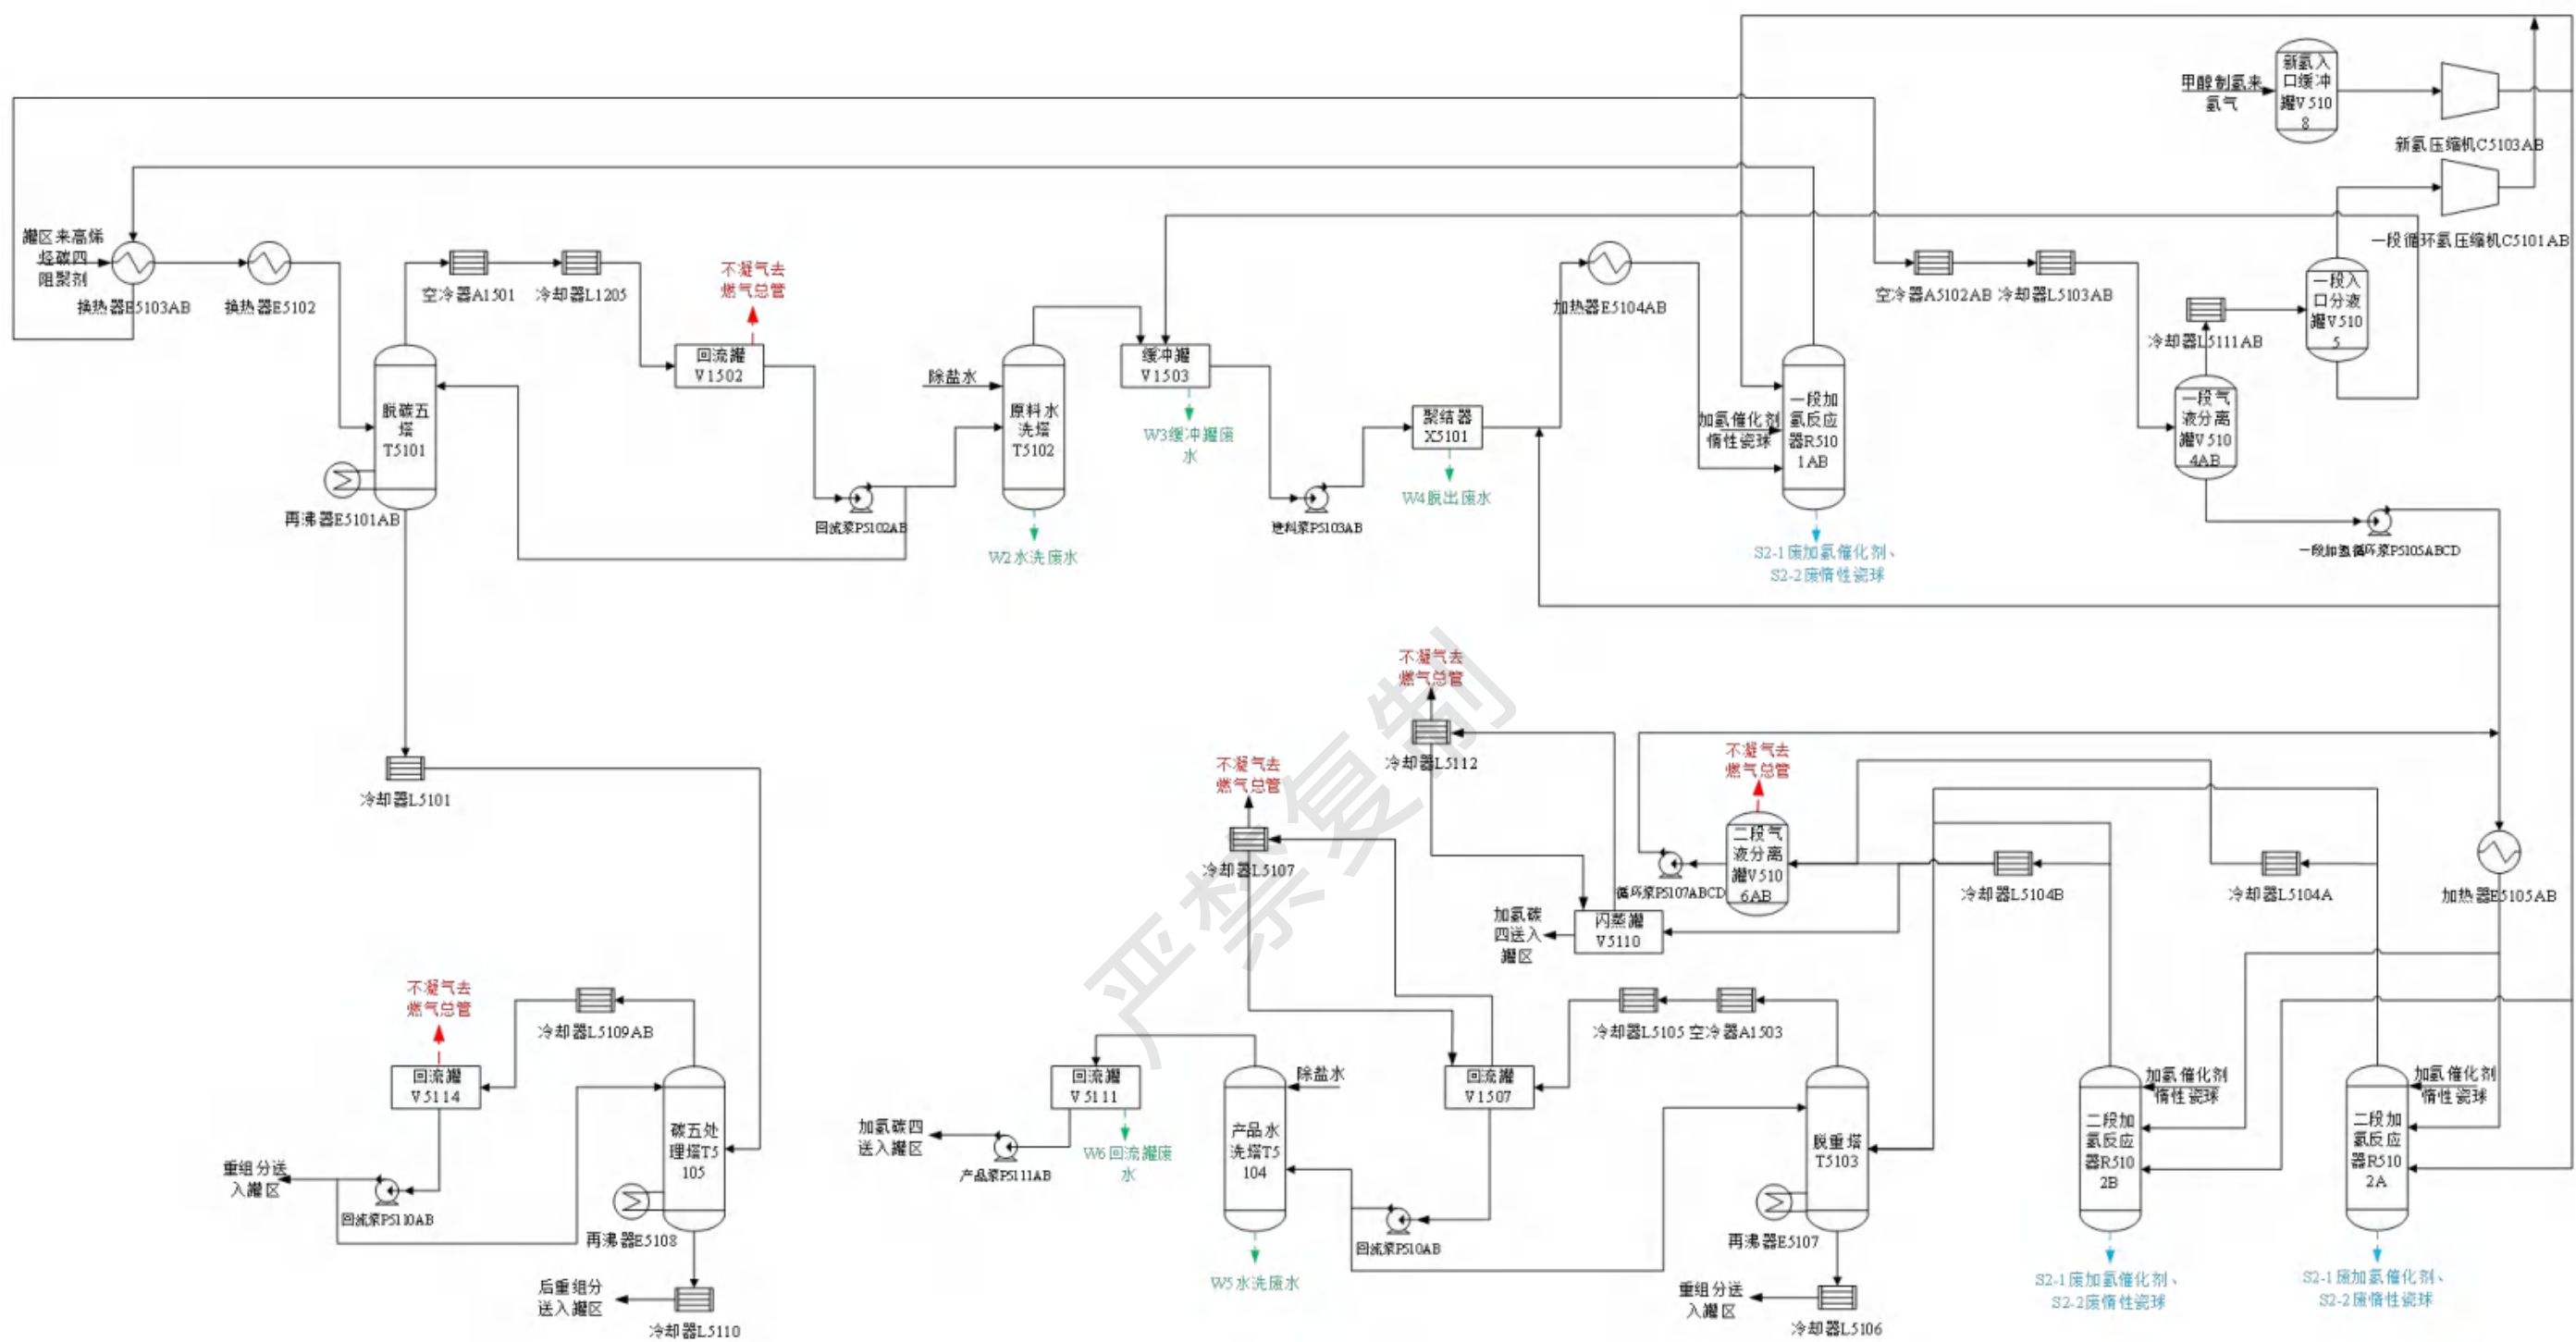 新氢入
口缓冲
罐V510
8
甲醇制氢来
氢气
新氢压缩机C5103AB
一段循环氢压缩机C5101AB
罐区来高烯
烃碳四
阻聚剂
换热器E5103AB
换热器E5102
空冷器A1501
冷却器L1205
不凝气去
燃气总管
回流罐
V1502
脱碳五
塔
T5101
再沸器E5101AB
回流泵P5102AB
除盐水
原料水
洗塔
T5102
W2水洗废水
缓冲罐
V1503
W3缓冲罐废
水
进料泵P5103AB
聚结器
X5101
W4脱出废水
加热器E5104AB
加氢催化剂
惰性瓷球
一段加
氢反应
器R510
1AB
S2-1废加氢催化剂、
S2-2废惰性瓷球
空冷器A5102AB
冷却器L5103AB
冷却器L5111AB
一段入
口分液
罐V510
5
一段气
液分离
罐V510
4AB
一段加氢循环泵P5105ABCD
冷却器L5101
不凝气去
燃气总管
冷却器L5112
不凝气去
燃气总管
冷却器L5107
不凝气去
燃气总管
二段气
液分离
罐V510
6AB
循环泵P5107ABCD
冷却器L5104B
冷却器L5104A
加热器E5105AB
加氢碳
四送入
罐区
闪蒸罐
V5110
不凝气去
燃气总管
冷却器L5109AB
回流罐
V5114
碳五处
理塔T5
105
重组分送
入罐区
回流泵P5110AB
再沸器E5108
后重组分
送入罐区
冷却器L5110
冷却器L5105
空冷器A1503
回流罐
V5111
加氢碳四
送入罐区
产品泵P5111AB
W6回流罐废
水
除盐水
产品水
洗塔T5
104
W5水洗废水
回流罐
V1507
回流泵P510AB
脱重塔
T5103
再沸器E5107
重组分送
入罐区
冷却器L5106
加氢催化剂
惰性瓷球
二段加
氢反应
器R510
2B
S2-1废加氢催化剂、
S2-2废惰性瓷球
加氢催化剂
惰性瓷球
二段加
氢反应
器R510
2A
S2-1废加氢催化剂、
S2-2废惰性瓷球
严禁复制